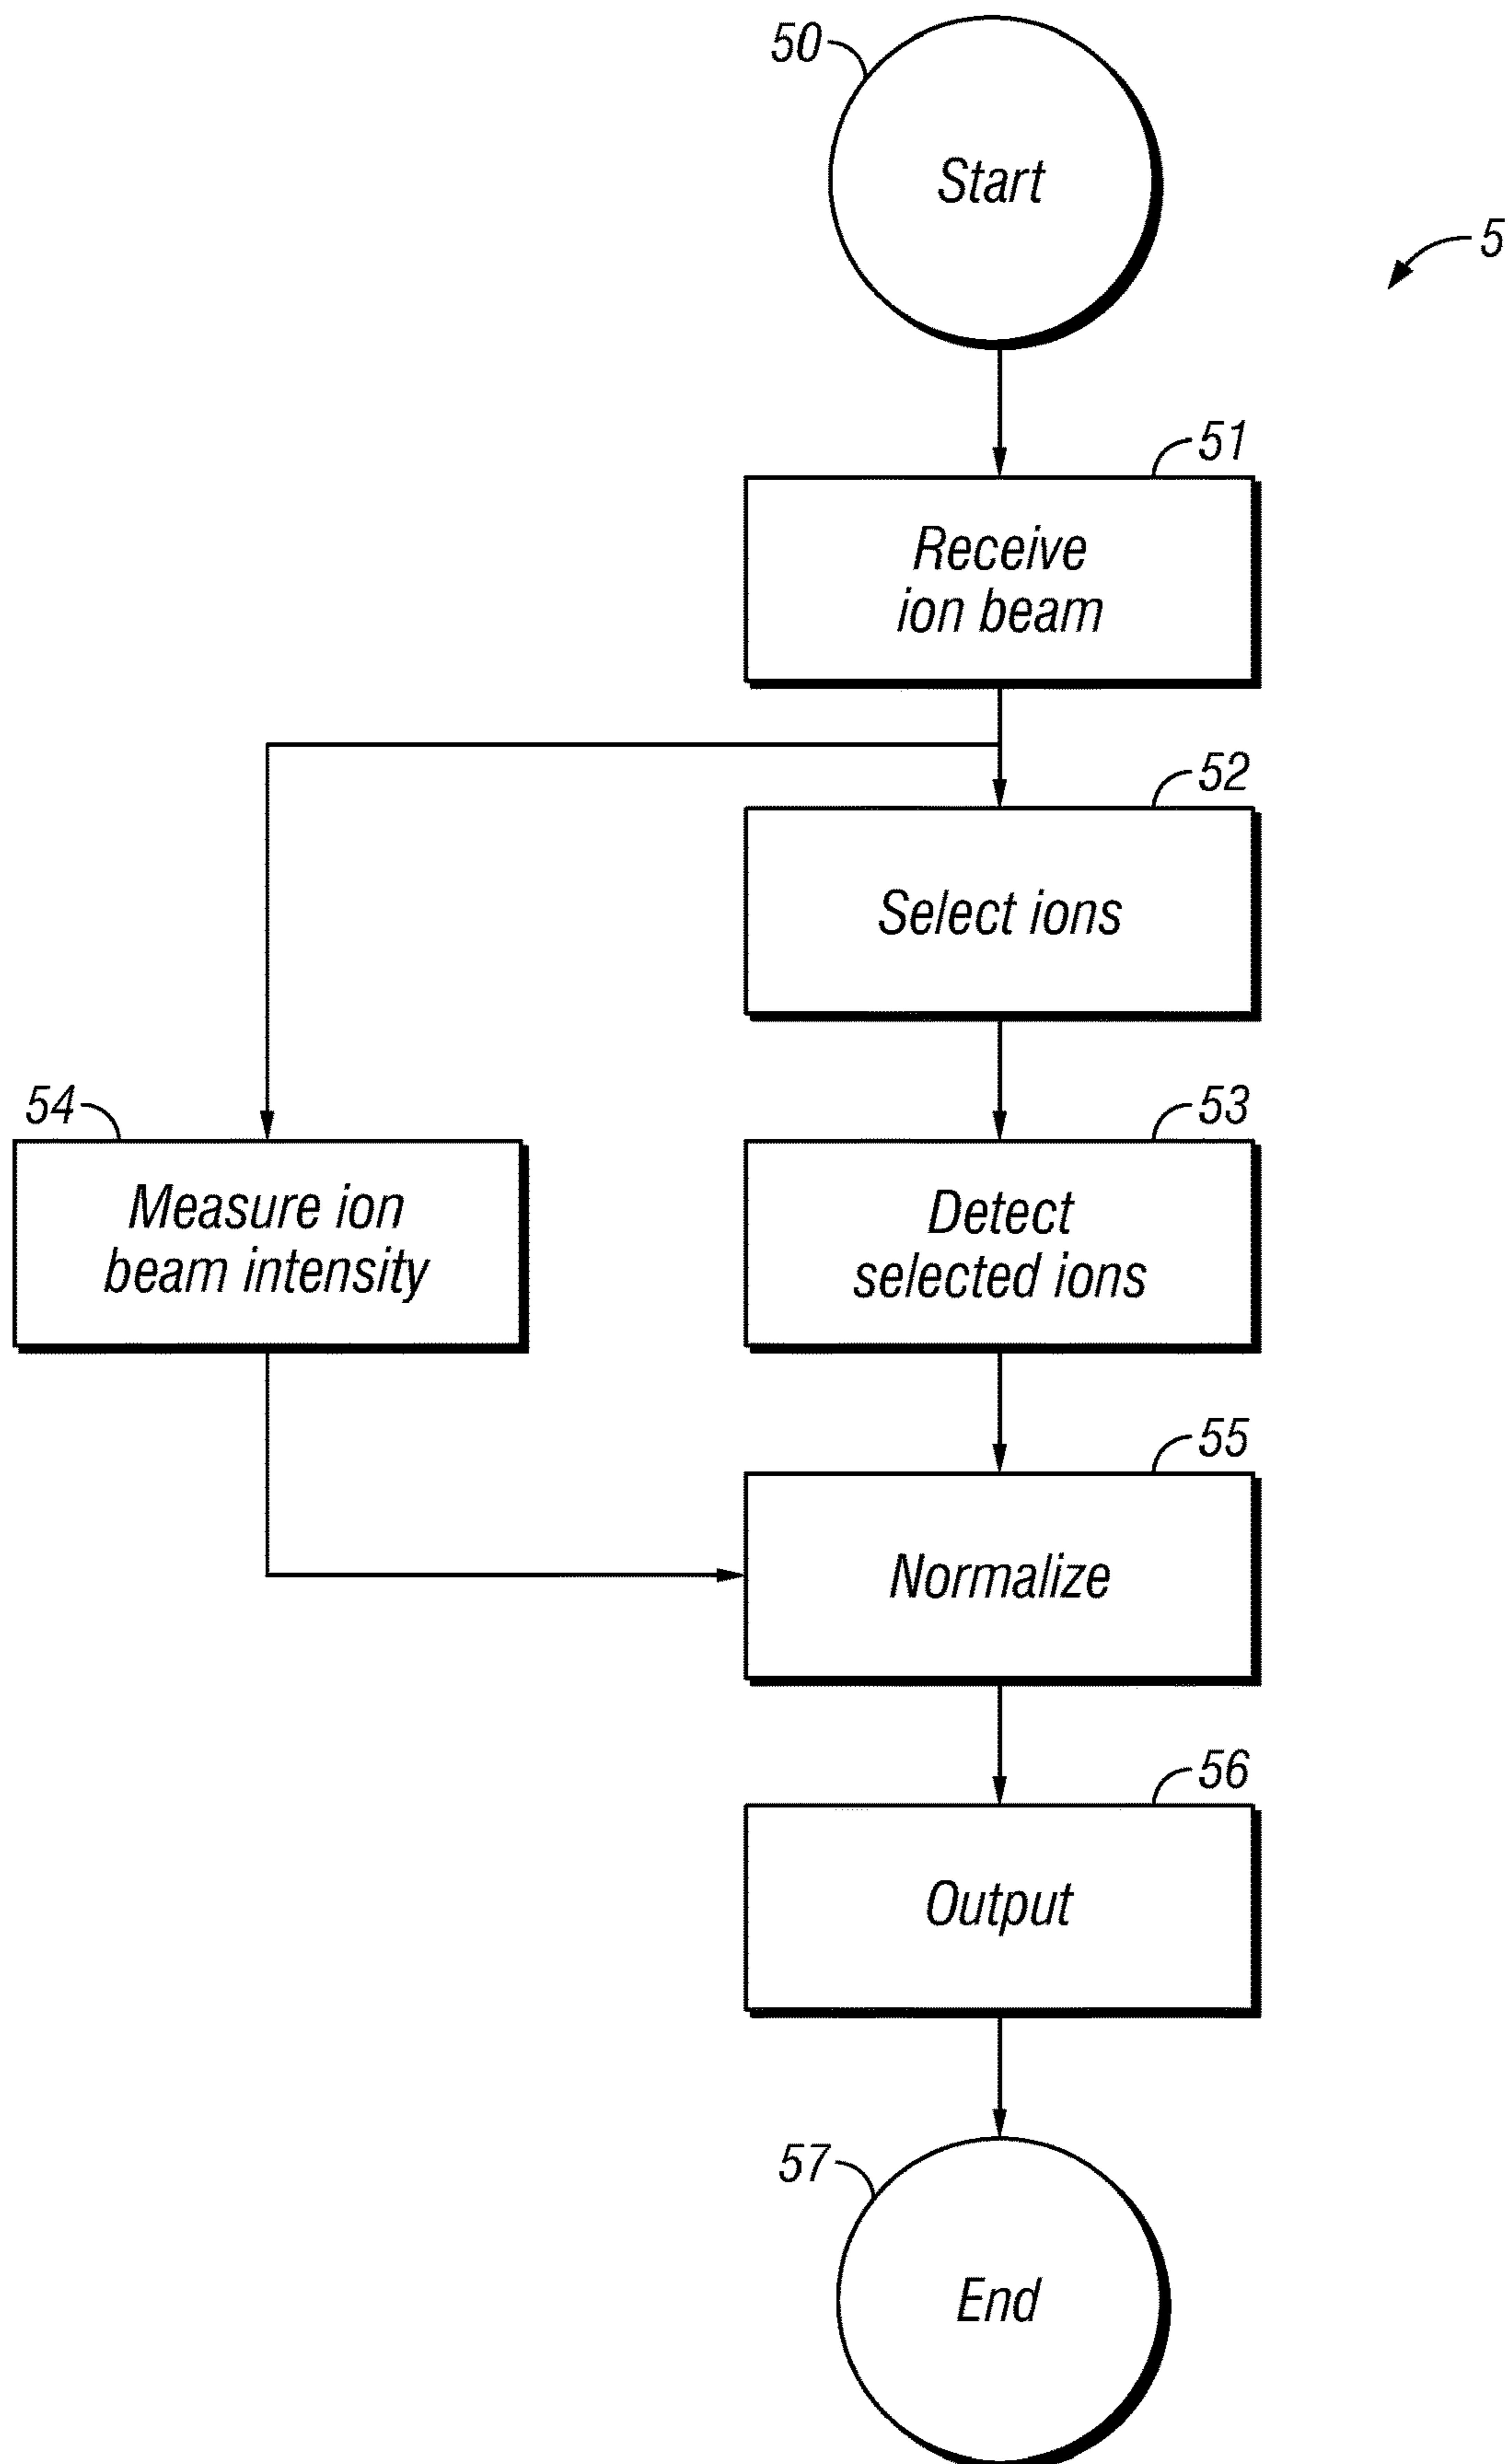 50
Start
5
51
Receive
ion beam
52
Select ions
54
Measure ion
beam intensity
53
Detect
selected ions
55
Normalize
56
Output
57
End